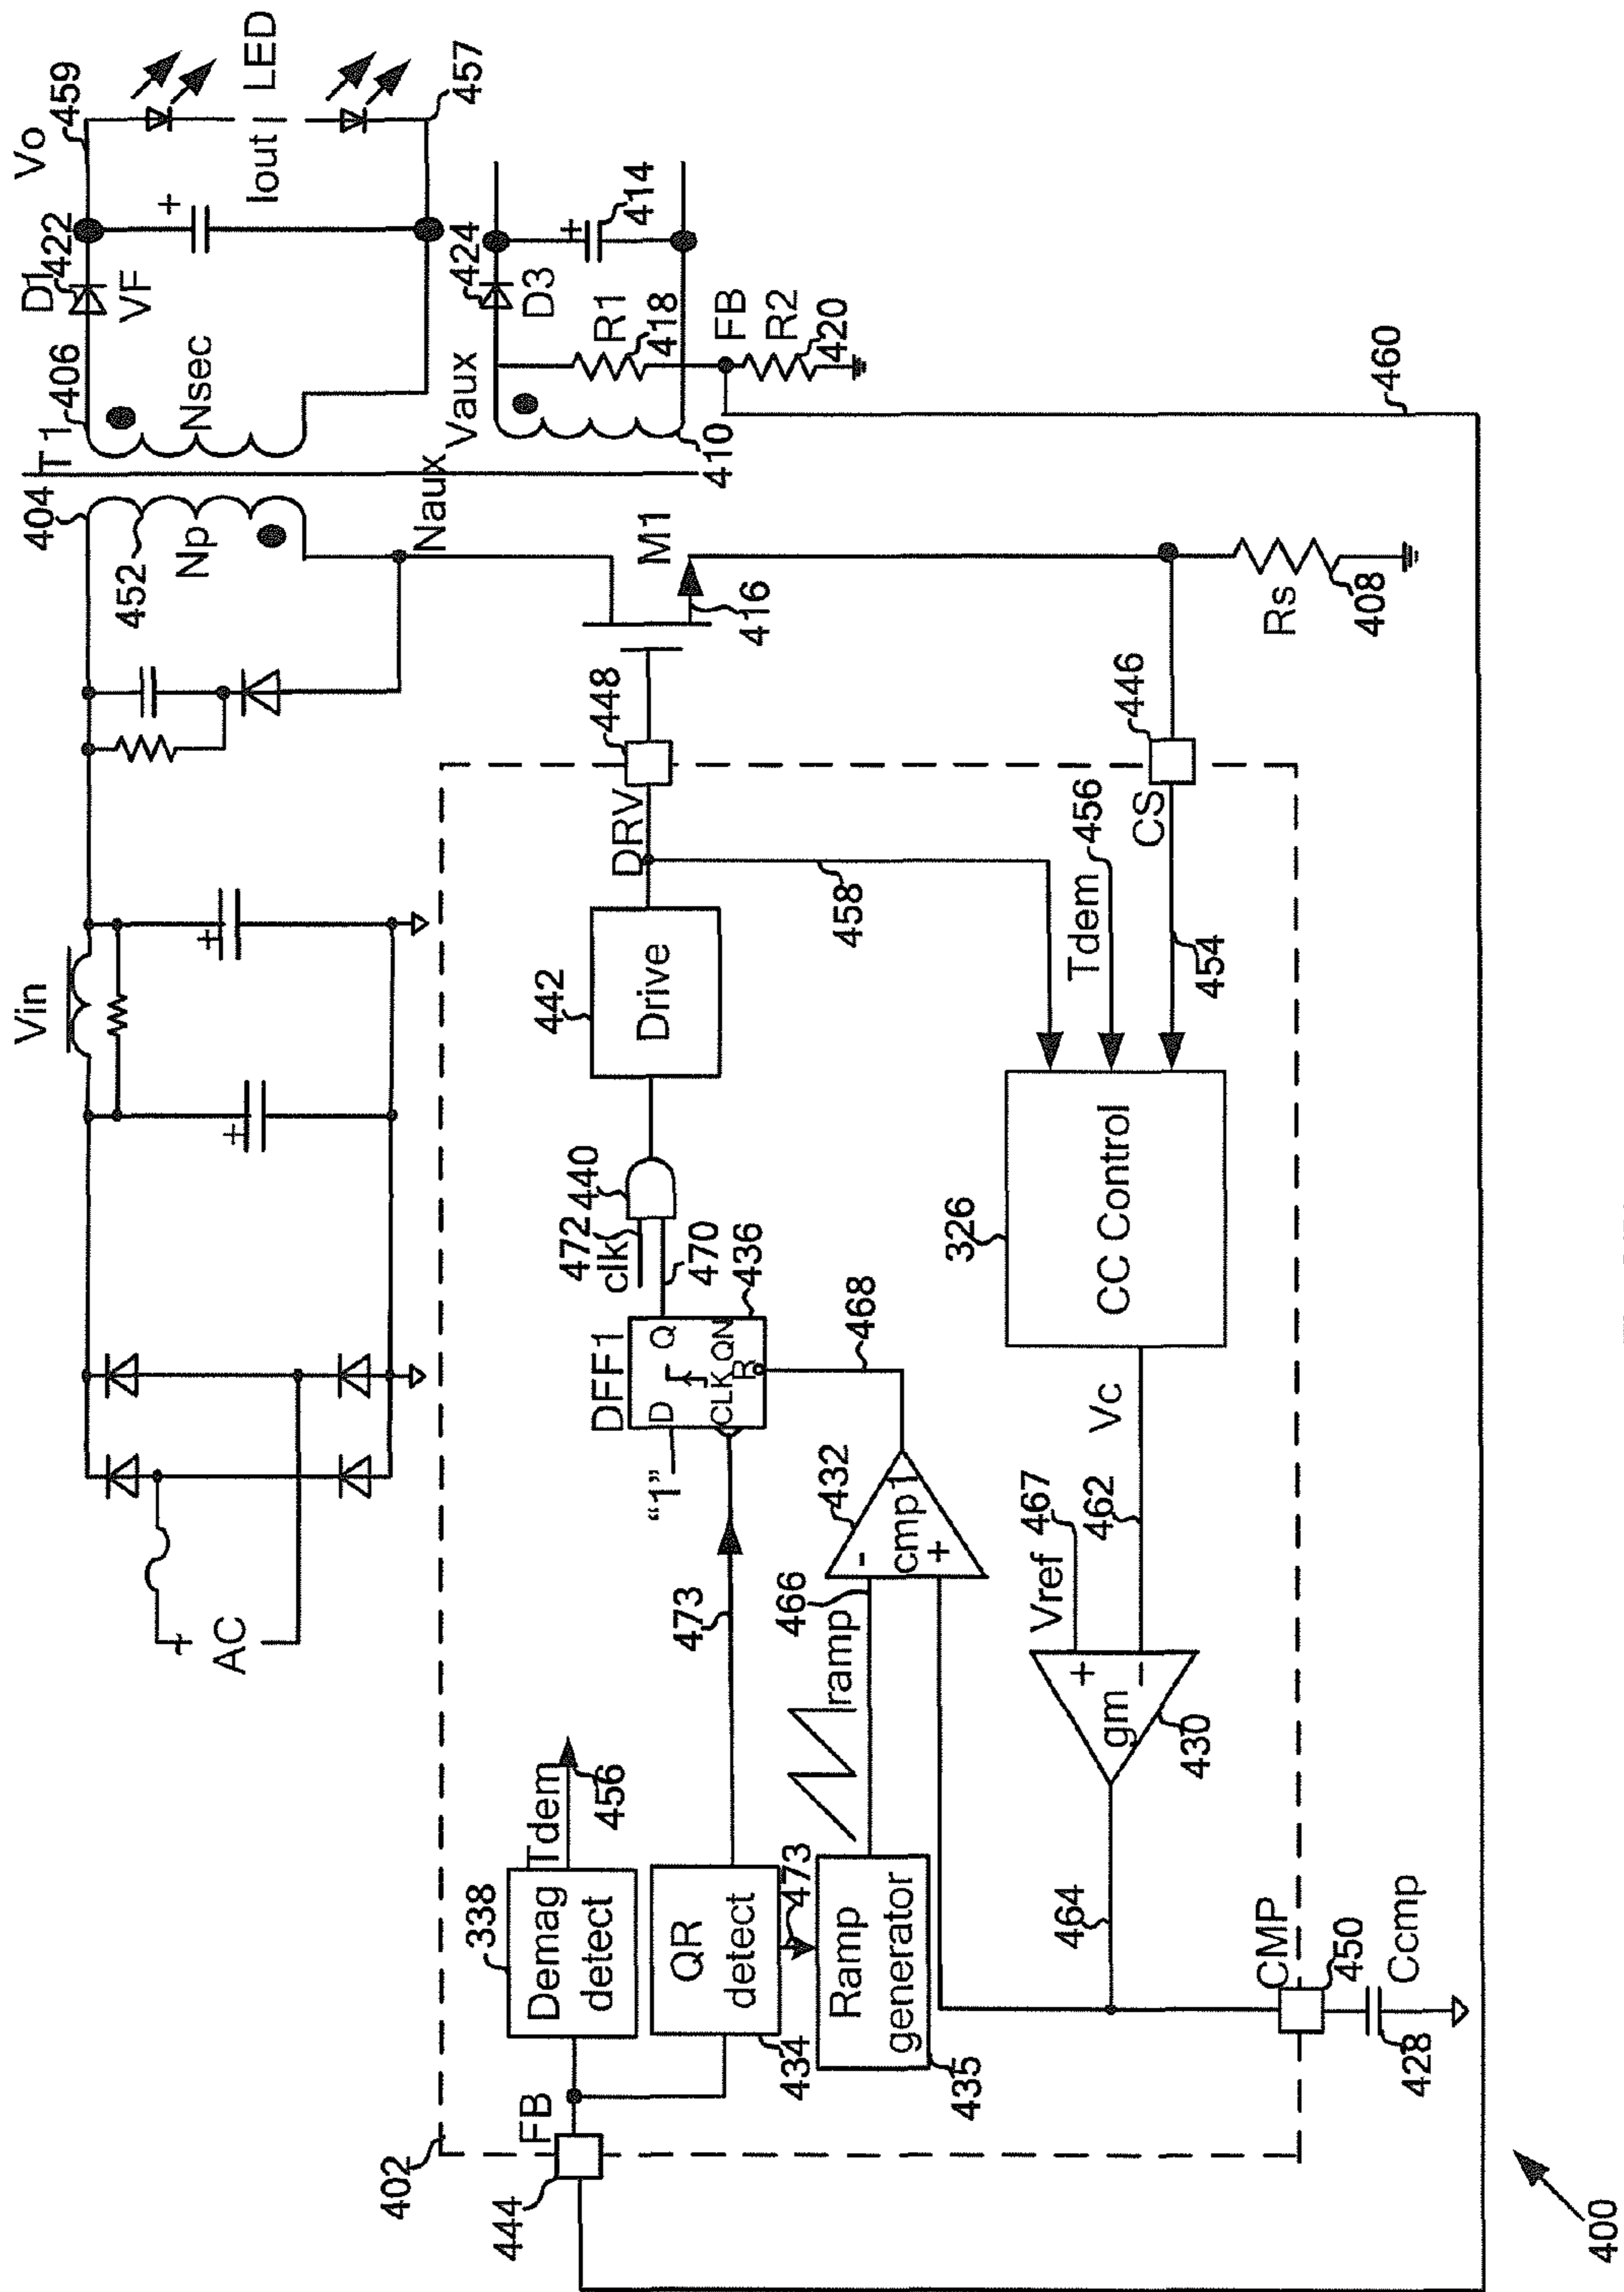 Vin
AC
404
452
Np
T1
406
Nsec
D1
422
VF
Vo
459
Iout
LED
457
Naux
Vaux
410
424
D3
414
R1
418
FB
R2
420
460
M1
416
448
DRV
442
Drive
458
472
clk
440
470
436
DFF1
D
Q
CLK
QN
R
"1"
468
432
cmp1
-
+
466
ramp
473
473
Tdem
456
338
Demag
detect
QR
detect
434
Ramp
generator
435
FB
444
402
446
CS
Tdem
456
454
Rs
408
326
CC Control
Vc
462
Vref
467
+
-
gm
430
464
CMP
450
Ccmp
428
400